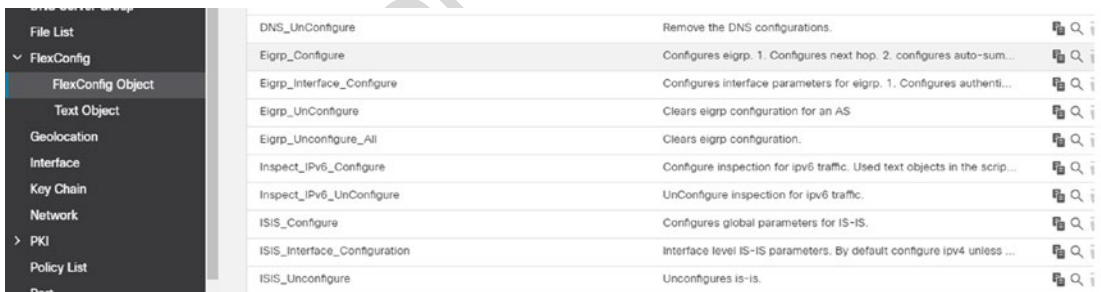 DNS Server Group
File List
FlexConfig
FlexConfig Object
Text Object
Geolocation
Interface
Key Chain
Network
PKI
Policy List
Port
DNS_UnConfigure Remove the DNS configurations.
Eigrp_Configure Configures eigrp. 1. Configures next hop. 2. configures auto-sum...
Eigrp_Interface_Configure Configures interface parameters for eigrp. 1. Configures authenti...
Eigrp_UnConfigure Clears eigrp configuration for an AS
Eigrp_Unconfigure_All Clears eigrp configuration.
Inspect_IPv6_Configure Configure inspection for ipv6 traffic. Used text objects in the scrip...
Inspect_IPv6_UnConfigure UnConfigure inspection for ipv6 traffic.
ISIS_Configure Configures global parameters for IS-IS.
ISIS_Interface_Configuration Interface level IS-IS parameters. By default configure ipv4 unless ...
ISIS_Unconfigure Unconfigures is-is.